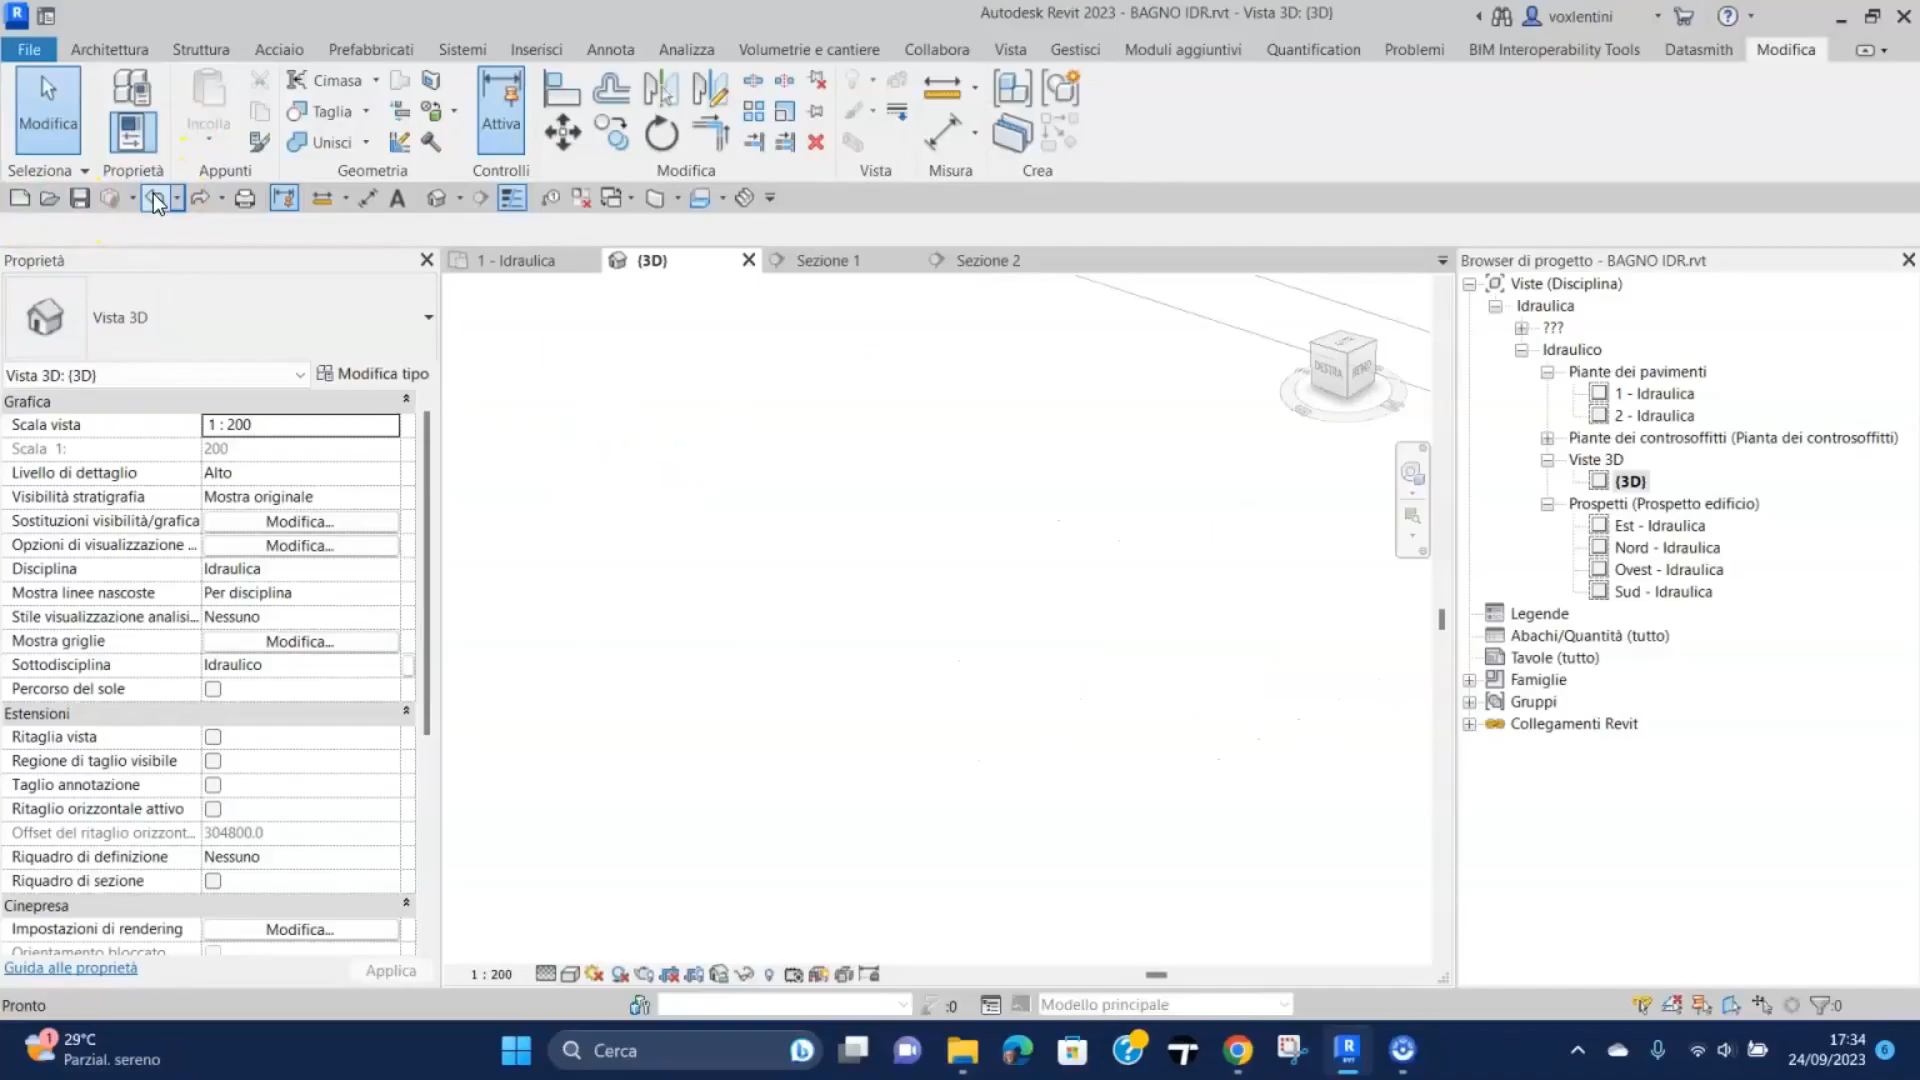 Autodesk Revit 2023 - BAGNO IDR.rvt - Vista 3D: {3D}
voxlentini
File
Architettura
Struttura
Acciaio
Prefabbricati
Sistemi
Inserisci
Annota
Analizza
Volumetrie e cantiere
Collabora
Vista
Gestisci
Moduli aggiuntivi
Quantification
Problemi
BIM Interoperability Tools
Datasmith
Modifica
Modifica
Incolla
Cimasa
Taglia
Unisci
Attiva
Seleziona
Proprietà
Appunti
Geometria
Controlli
Modifica
Vista
Misura
Crea
Proprietà
1 - Idraulica
{3D}
Sezione 1
Sezione 2
Browser di progetto - BAGNO IDR.rvt
Vista 3D
Vista 3D: {3D}
Modifica tipo
Grafica
Scala vista 1 : 200
Scala 1: 200
Livello di dettaglio Alto
Visibilità stratigrafia Mostra originale
Sostituzioni visibilità/grafica Modifica...
Opzioni di visualizzazione ... Modifica...
Disciplina Idraulica
Mostra linee nascoste Per disciplina
Stile visualizzazione analisi... Nessuno
Mostra griglie Modifica...
Sottodisciplina Idraulico
Percorso del sole
Estensioni
Ritaglia vista
Regione di taglio visibile
Taglio annotazione
Ritaglio orizzontale attivo
Offset del ritaglio orizzont... 304800.0
Riquadro di definizione Nessuno
Riquadro di sezione
Cinepresa
Impostazioni di rendering Modifica...
Orientamento bloccato
Guida alle proprietà
Applica
DESTRA
1 : 200
Viste (Disciplina)
Idraulica
???
Idraulico
Piante dei pavimenti
1 - Idraulica
2 - Idraulica
Piante dei controsoffitti (Pianta dei controsoffitti)
Viste 3D
{3D}
Prospetti (Prospetto edificio)
Est - Idraulica
Nord - Idraulica
Ovest - Idraulica
Sud - Idraulica
Legende
Abachi/Quantità (tutto)
Tavole (tutto)
Famiglie
Gruppi
Collegamenti Revit
Pronto
:0
Modello principale
:0
1
29°C
Parzial. sereno
Cerca
17:34
24/09/2023
6